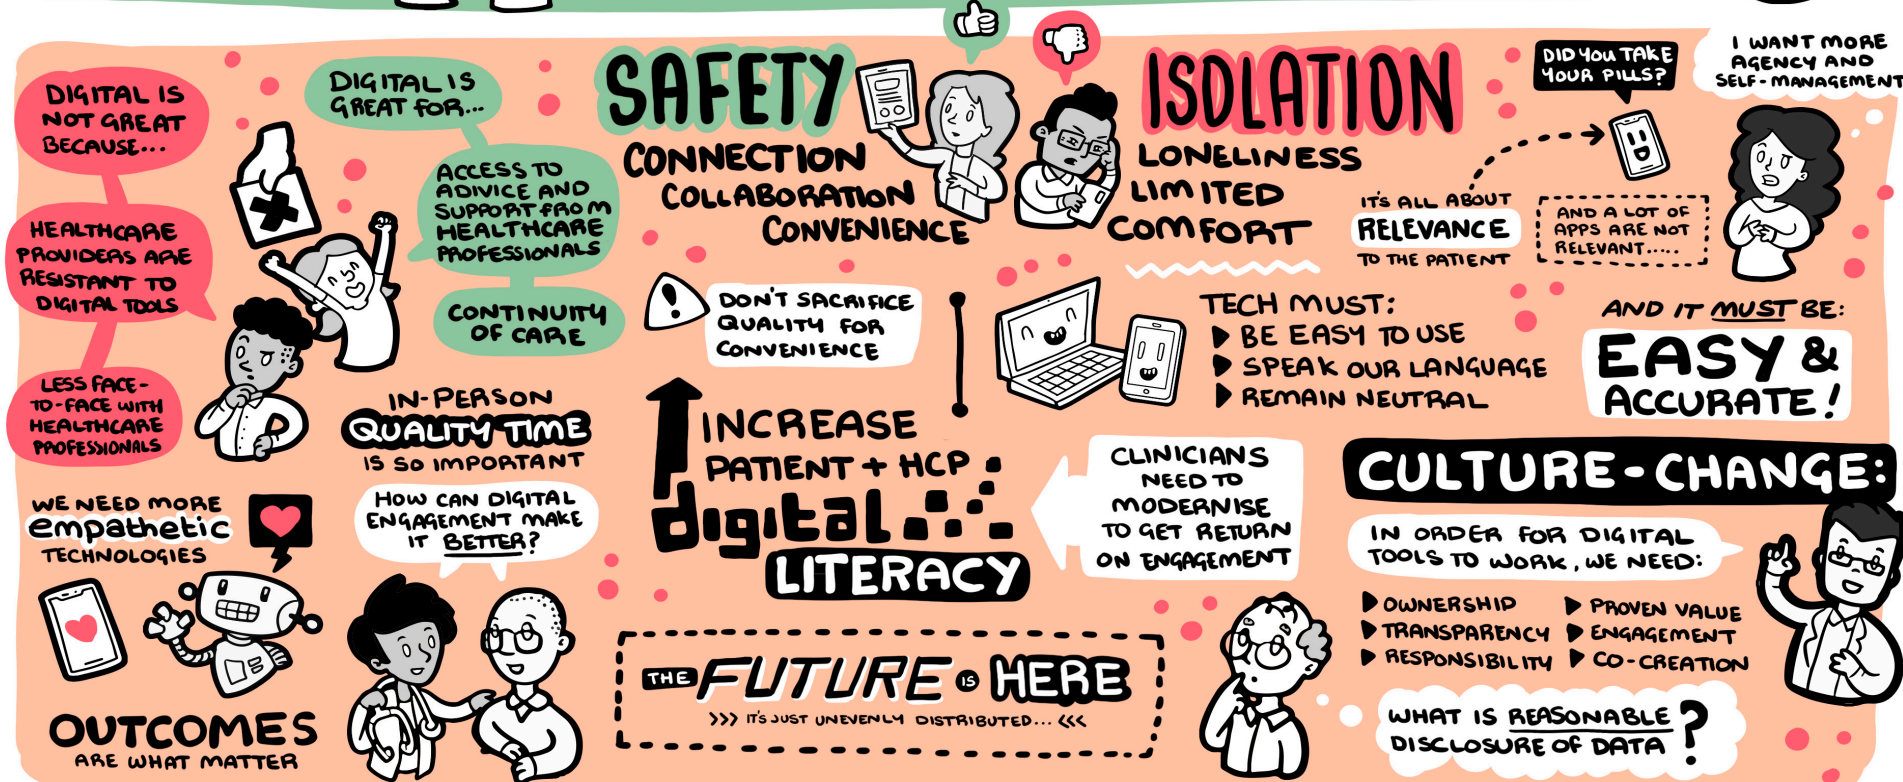 DIGITAL IS
NOT GREAT
BECAUSE...
HEALTHCARE
PROVIDERS ARE
RESISTANT TO
DIGITAL TOOLS
LESS FACE-
TO-FACE WITH
HEALTHCARE
PROFESSIONALS
DIGITAL IS
GREAT FOR...
ACCESS TO
ADIVICE AND
SUPPORT FROM
HEALTHCARE
PROFESSIONALS
CONTINUITY
OF CARE
SAFETY
CONNECTION
COLLABORATION
CONVENIENCE
ISOLATION
LONELINESS
LIMITED
COMFORT
DID YOU TAKE
YOUR PILLS?
I WANT MORE
AGENCY AND
SELF-MANAGEMENT
IT'S ALL ABOUT
RELEVANCE
TO THE PATIENT
AND A LOT OF
APPS ARE NOT
RELEVANT.....
!
DON'T SACRIFICE
QUALITY FOR
CONVENIENCE
TECH MUST:
BE EASY TO USE
SPEAK OUR LANGUAGE
REMAIN NEUTRAL
AND IT MUST BE:
EASY &
ACCURATE!
IN-PERSON
QUALITY TIME
IS SO IMPORTANT
HOW CAN DIGITAL
ENGAGEMENT MAKE
IT BETTER?
WE NEED MORE
empathetic
TECHNOLOGIES
OUTCOMES
ARE WHAT MATTER
INCREASE
PATIENT + HCP
digital
LITERACY
CLINICIANS
NEED TO
MODERNISE
TO GET RETURN
ON ENGAGEMENT
THE FUTURE IS HERE
>>> IT'S JUST UNEVENLY DISTRIBUTED... <<<
CULTURE-CHANGE:
IN ORDER FOR DIGITAL
TOOLS TO WORK, WE NEED:
OWNERSHIP
TRANSPARENCY
RESPONSIBILITY
PROVEN VALUE
ENGAGEMENT
CO-CREATION
WHAT IS REASONABLE
DISCLOSURE OF DATA?